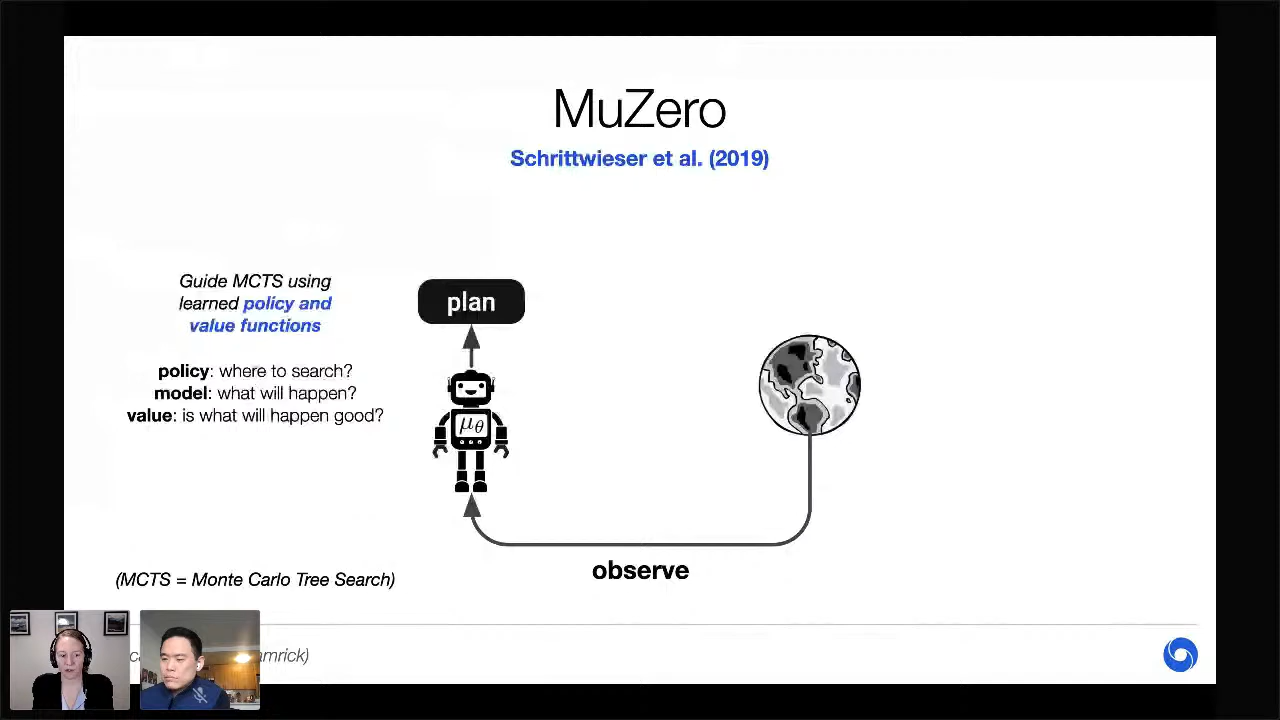 MuZero
Schrittwieser et al. (2019)
Guide MCTS using
learned policy and
value functions
policy: where to search?
model: what will happen?
value: is what will happen good?
plan
μθ
observe
(MCTS = Monte Carlo Tree Search)